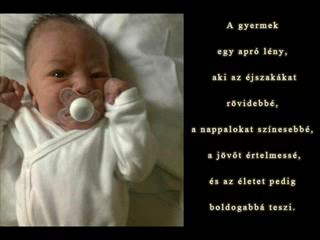 A gyermek
egy apró lény,
aki az éjszakákat
rövidebbé,
a nappalokat színesebbé,
a jövőt értelmessé,
és az életet pedig
boldogabbá teszi.